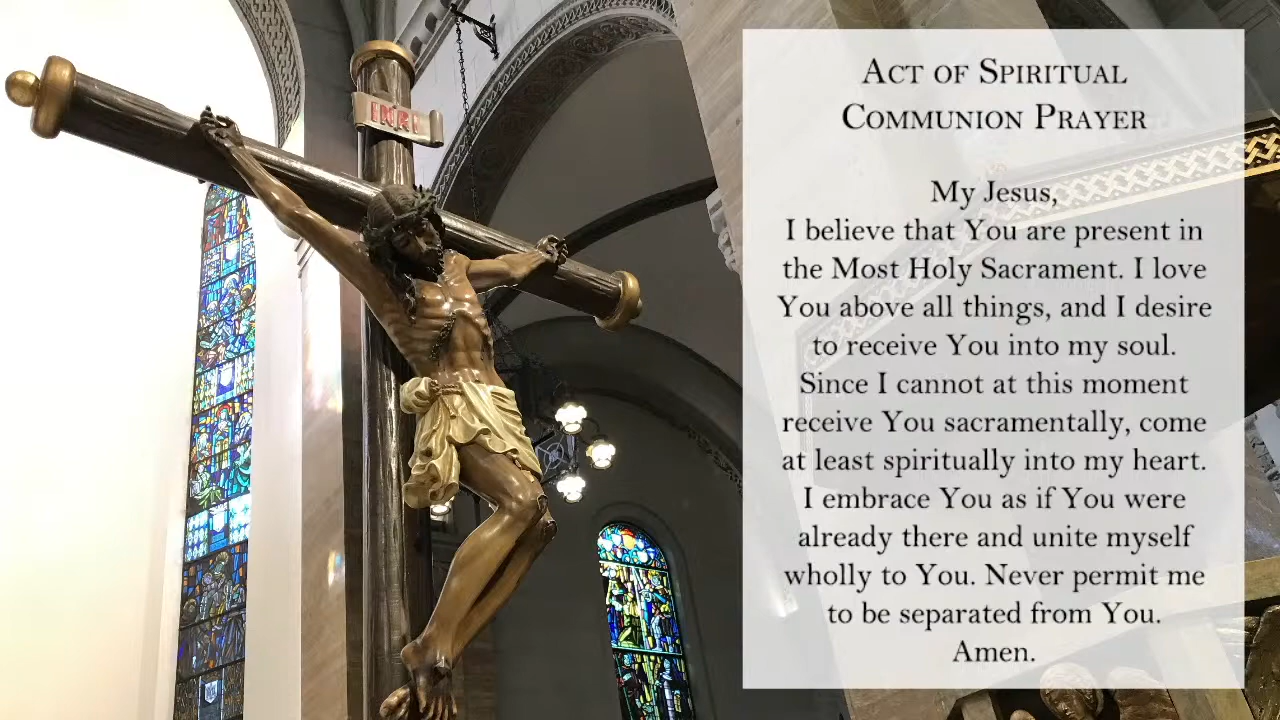 INRI
ACT OF SPIRITUAL
COMMUNION PRAYER
My Jesus,
I believe that You are present in
the Most Holy Sacrament. I love
You above all things, and I desire
to receive You into my soul.
Since I cannot at this moment
receive You sacramentally, come
at least spiritually into my heart.
I embrace You as if You were
already there and unite myself
wholly to You. Never permit me
to be separated from You.
Amen.